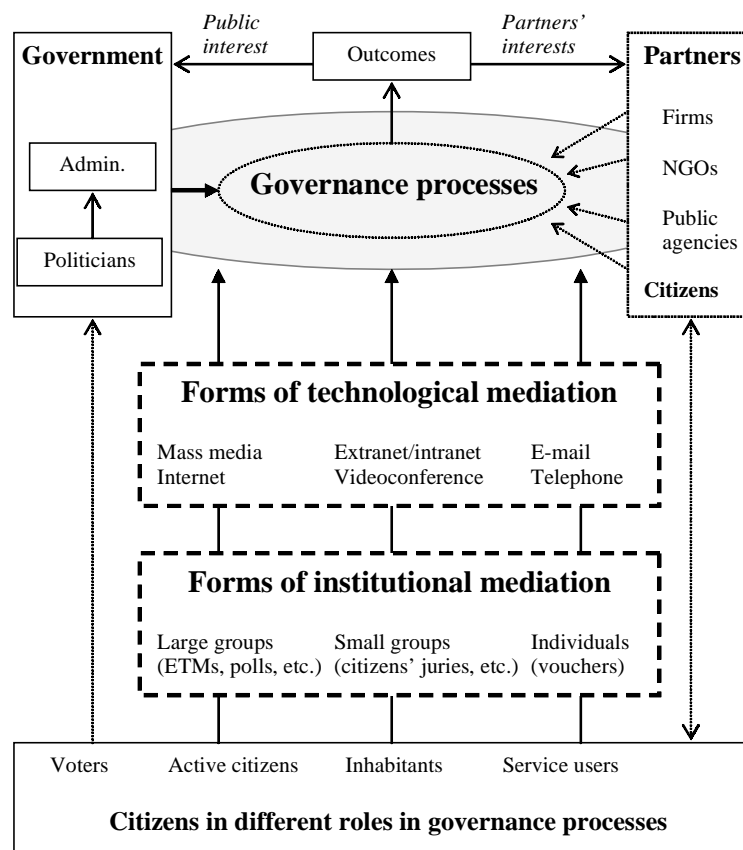 Public
interest
Partners’
interests
Government
Outcomes
Partners
Firms
Admin.
Governance processes
NGOs
Public
agencies
Politicians
Citizens
Forms of technological mediation
Mass media
Internet
Extranet/intranet
Videoconference
E-mail
Telephone
Forms of institutional mediation
Large groups
(ETMs, polls, etc.)
Small groups
(citizens’ juries, etc.)
Individuals
(vouchers)
Voters
Active citizens
Inhabitants
Service users
Citizens in different roles in governance processes